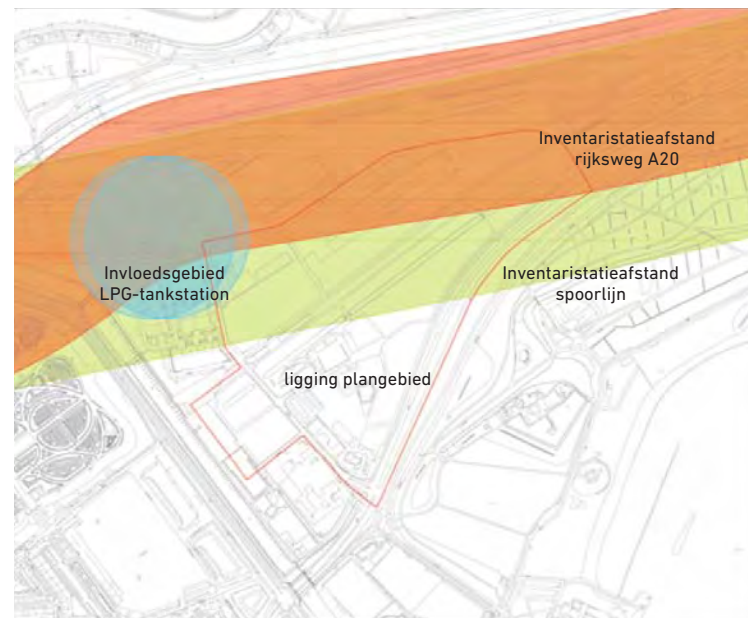 Inventaristatieafstand
rijksweg A20
Invloedsgebied
LPG-tankstation
Inventaristatieafstand
spoorlijn
ligging plangebied